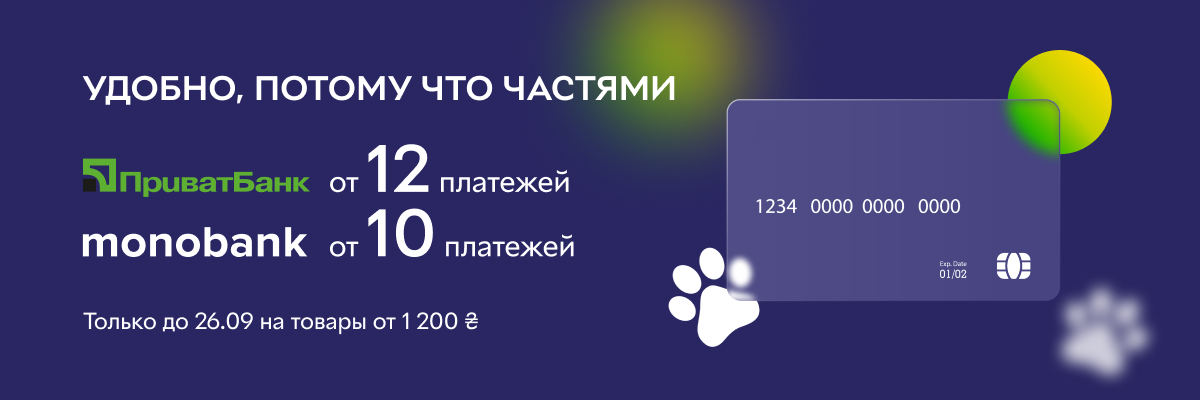 УДОБНО, ПОТОМУ ЧТО ЧАСТЯМИ
ПриватБанк от 12 платежей
monobank от 10 платежей
Только до 26.09 на товары от 1 200 ₴
1234 0000 0000 0000
Exp. Date
01/02